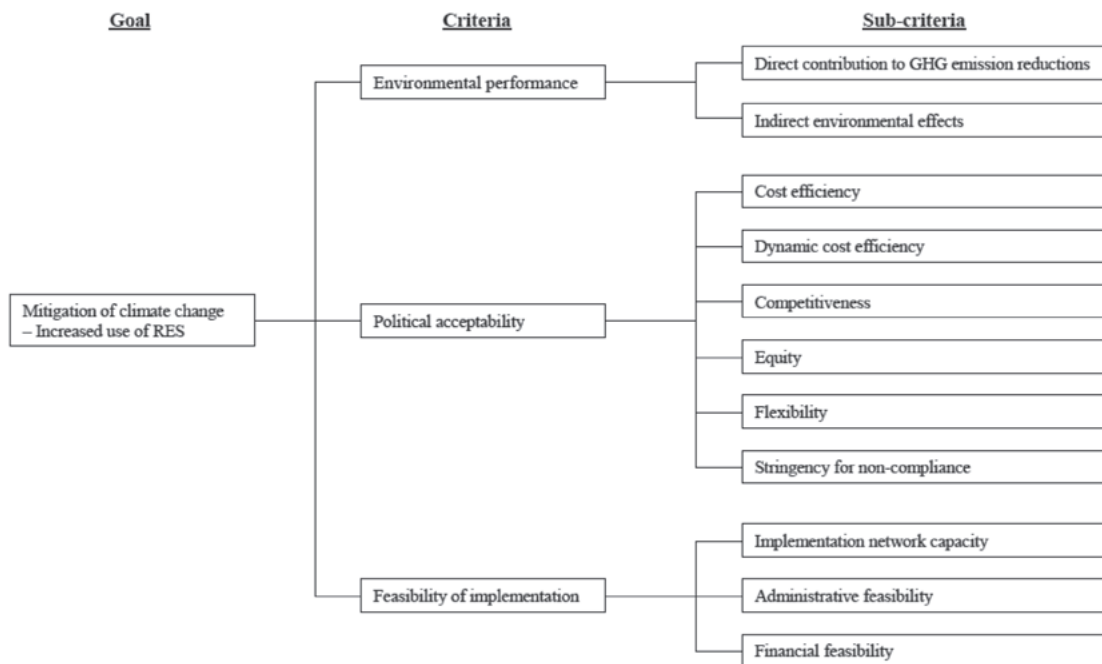 Goal
Criteria
Sub-criteria
Environmental performance
Direct contribution to GHG emission reductions
Indirect environmental effects
Mitigation of climate change
– Increased use of RES
Political acceptability
Cost efficiency
Dynamic cost efficiency
Competitiveness
Equity
Flexibility
Stringency for non-compliance
Feasibility of implementation
Implementation network capacity
Administrative feasibility
Financial feasibility